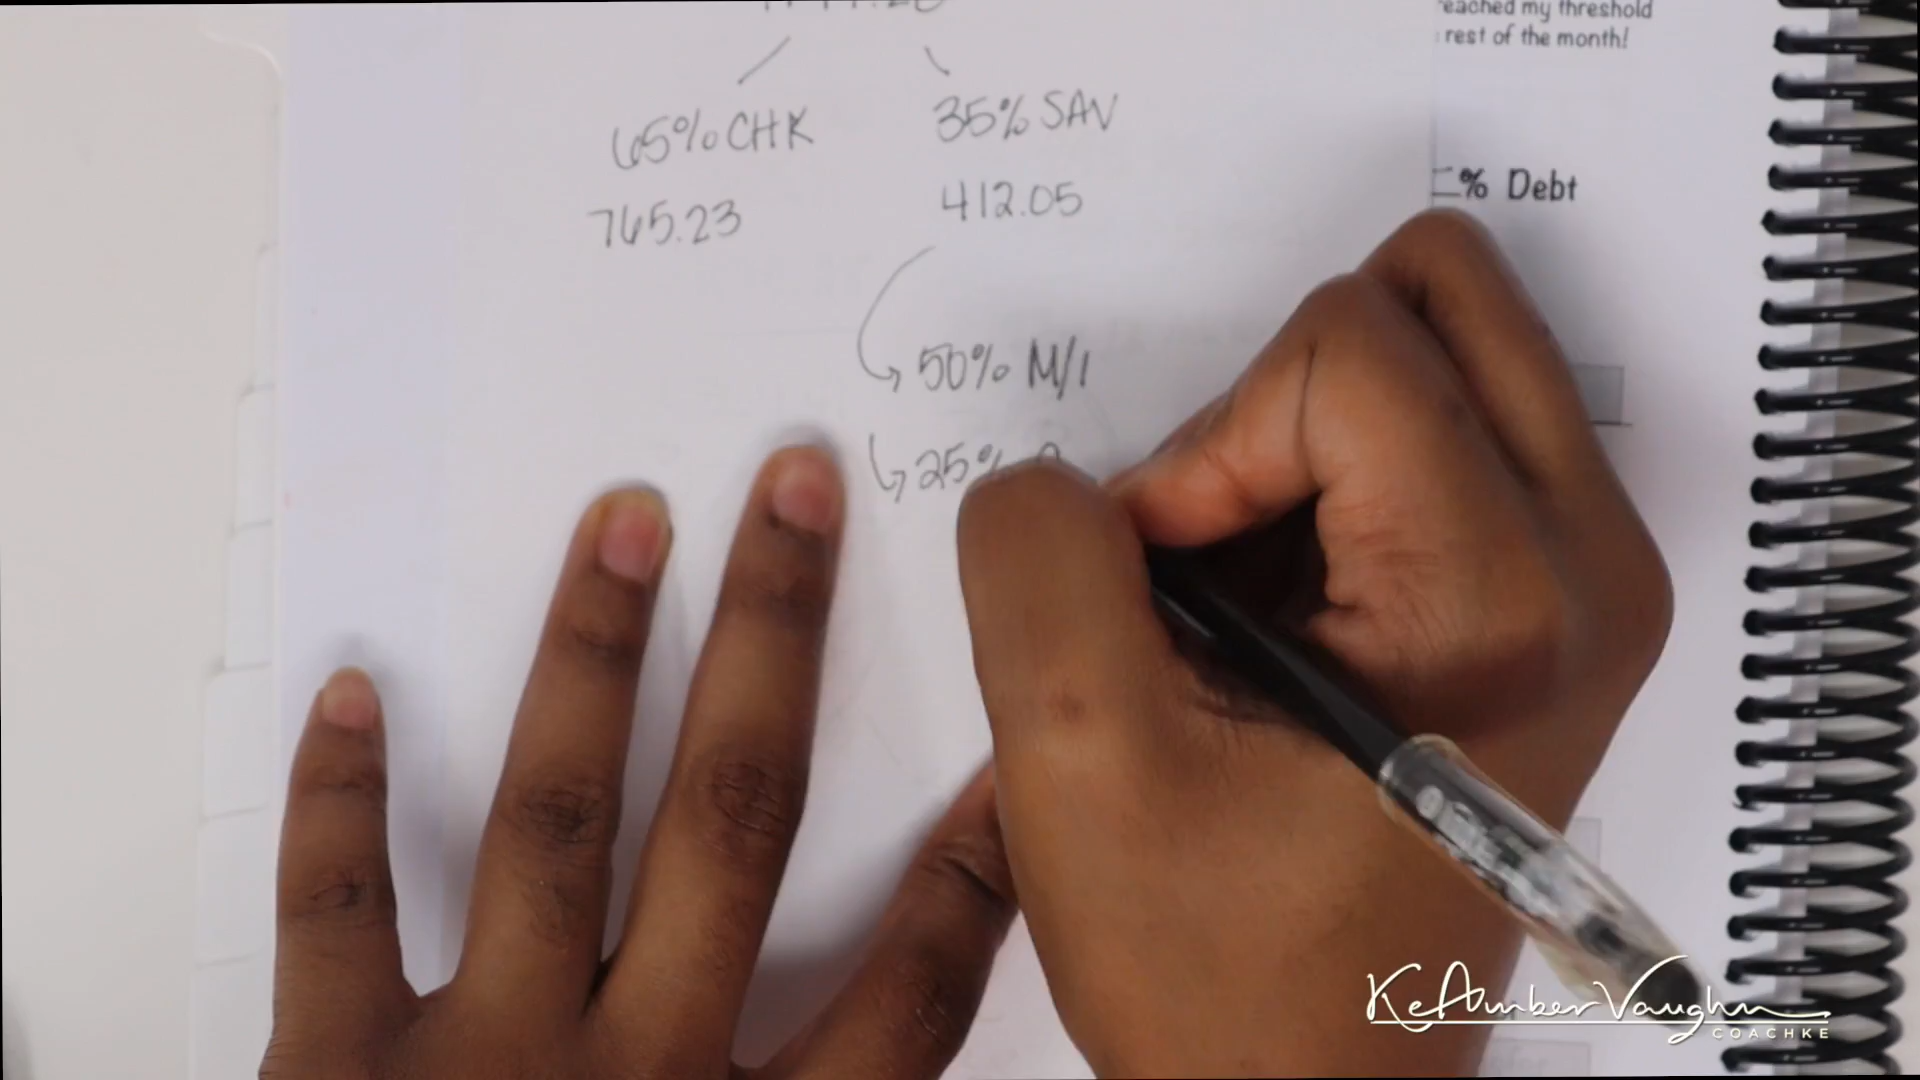 reached my threshold
rest of the month!
65% CHK
35% SAV
765.23
412.05
% Debt
50% M/I
25%
KeAmber Vaughn
COACHKE